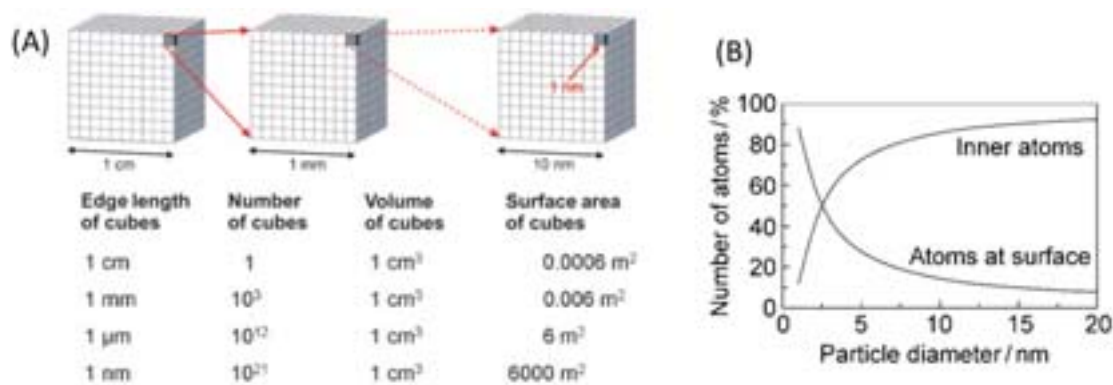 (A)
1 nm
1 cm
1 mm
10 nm
Edge length of cubes
Number of cubes
Volume of cubes
Surface area of cubes
1 cm 1 1 cm³ 0.0006 m²
1 mm 10³ 1 cm³ 0.006 m²
1 µm 10¹² 1 cm³ 6 m²
1 nm 10²¹ 1 cm³ 6000 m²
(B)
Number of atoms / %
100
80
60
40
20
0
Inner atoms
Atoms at surface
0 5 10 15 20
Particle diameter / nm